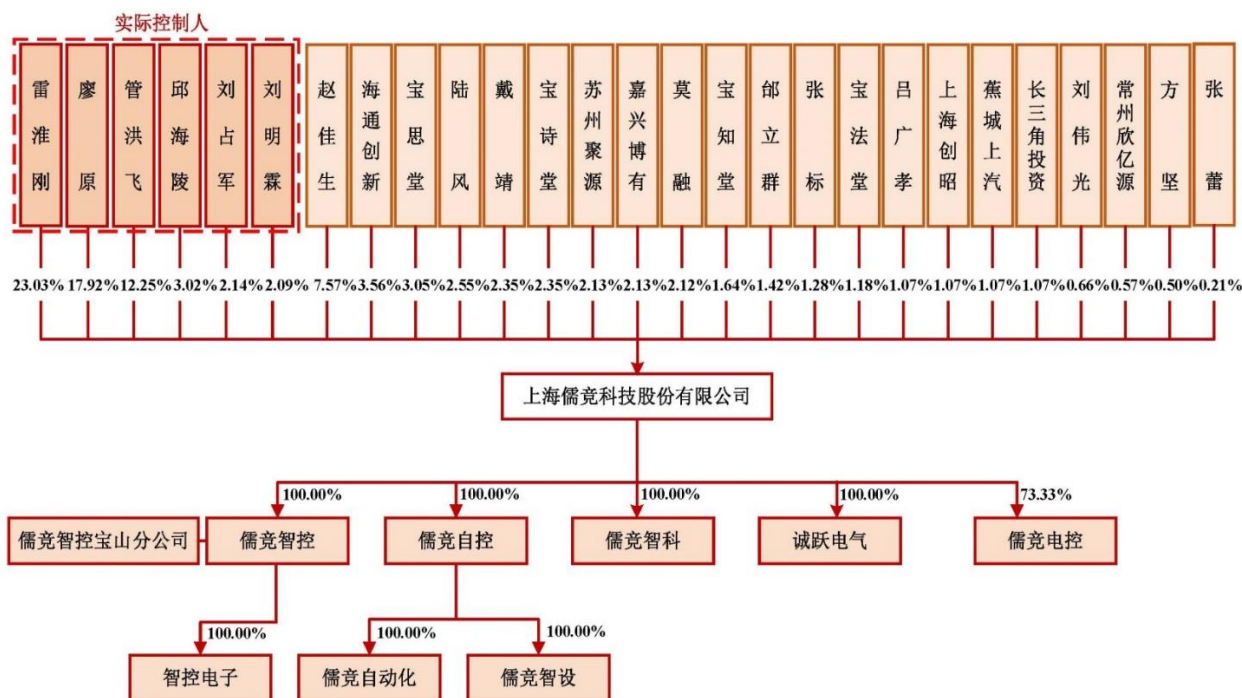 实际控制人
雷淮刚
廖原
管洪飞
邱海陵
刘占军
刘明霖
赵佳生
海通创新
宝思堂
陆风
戴靖
宝诗堂
苏州聚源
嘉兴博有
莫融
宝知堂
邰立群
张标
宝法堂
吕广孝
上海创昭
蕉城上汽
长三角投资
刘伟光
常州欣亿源
方坚
张蕾
23.03% 17.92% 12.25% 3.02% 2.14% 2.09% 7.57% 3.56% 3.05% 2.55% 2.35% 2.35% 2.13% 2.13% 2.12% 1.64% 1.42% 1.28% 1.18% 1.07% 1.07% 1.07% 1.07% 0.66% 0.57% 0.50% 0.21%
上海儒竞科技股份有限公司
100.00% 100.00% 100.00% 100.00% 73.33%
儒竞智控宝山分公司 儒竞智控 儒竞自控 儒竞智科 诚跃电气 儒竞电控
100.00% 100.00% 100.00%
智控电子 儒竞自动化 儒竞智设